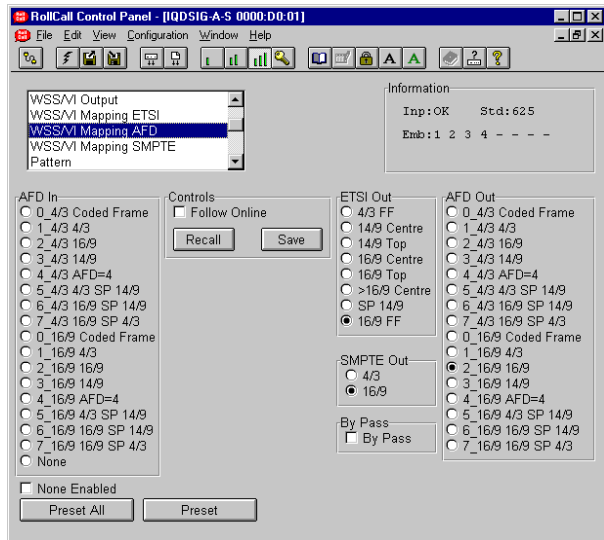 RollCall Control Panel - [IQDSIG-A-S 0000:D0:01]
File Edit View Configuration Window Help
A A
WSS/VI Output
WSS/VI Mapping ETSI
WSS/VI Mapping AFD
WSS/VI Mapping SMPTE
Pattern
Information
Inp:OK Std:625
Emb:1 2 3 4 - - - -
AFD In
0_4/3 Coded Frame
1_4/3 4/3
2_4/3 16/9
3_4/3 14/9
4_4/3 AFD=4
5_4/3 4/3 SP 14/9
6_4/3 16/9 SP 14/9
7_4/3 16/9 SP 4/3
0_16/9 Coded Frame
1_16/9 4/3
2_16/9 16/9
3_16/9 14/9
4_16/9 AFD=4
5_16/9 4/3 SP 14/9
6_16/9 16/9 SP 14/9
7_16/9 16/9 SP 4/3
None
None Enabled
Preset All
Preset
Controls
Follow Online
Recall
Save
ETSI Out
4/3 FF
14/9 Centre
14/9 Top
16/9 Centre
16/9 Top
>16/9 Centre
SP 14/9
16/9 FF
SMPTE Out
4/3
16/9
By Pass
By Pass
AFD Out
0_4/3 Coded Frame
1_4/3 4/3
2_4/3 16/9
3_4/3 14/9
4_4/3 AFD=4
5_4/3 4/3 SP 14/9
6_4/3 16/9 SP 14/9
7_4/3 16/9 SP 4/3
0_16/9 Coded Frame
1_16/9 4/3
2_16/9 16/9
3_16/9 14/9
4_16/9 AFD=4
5_16/9 4/3 SP 14/9
6_16/9 16/9 SP 14/9
7_16/9 16/9 SP 4/3